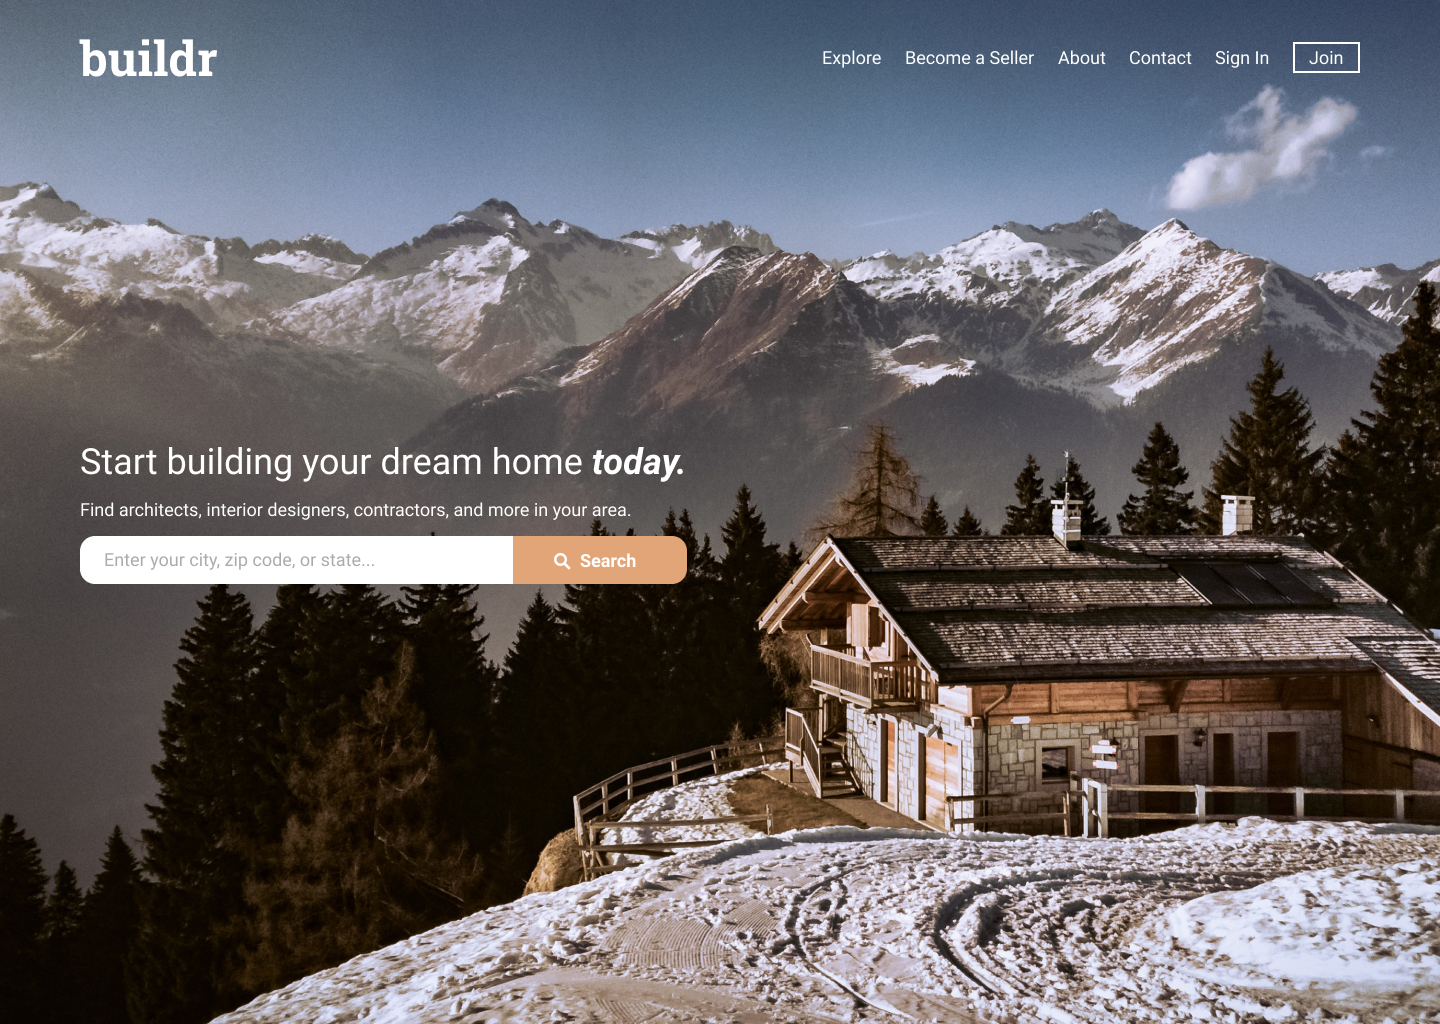 buildr
Explore Become a Seller About Contact Sign In Join
Start building your dream home today.
Find architects, interior designers, contractors, and more in your area.
Enter your city, zip code, or state...
Search